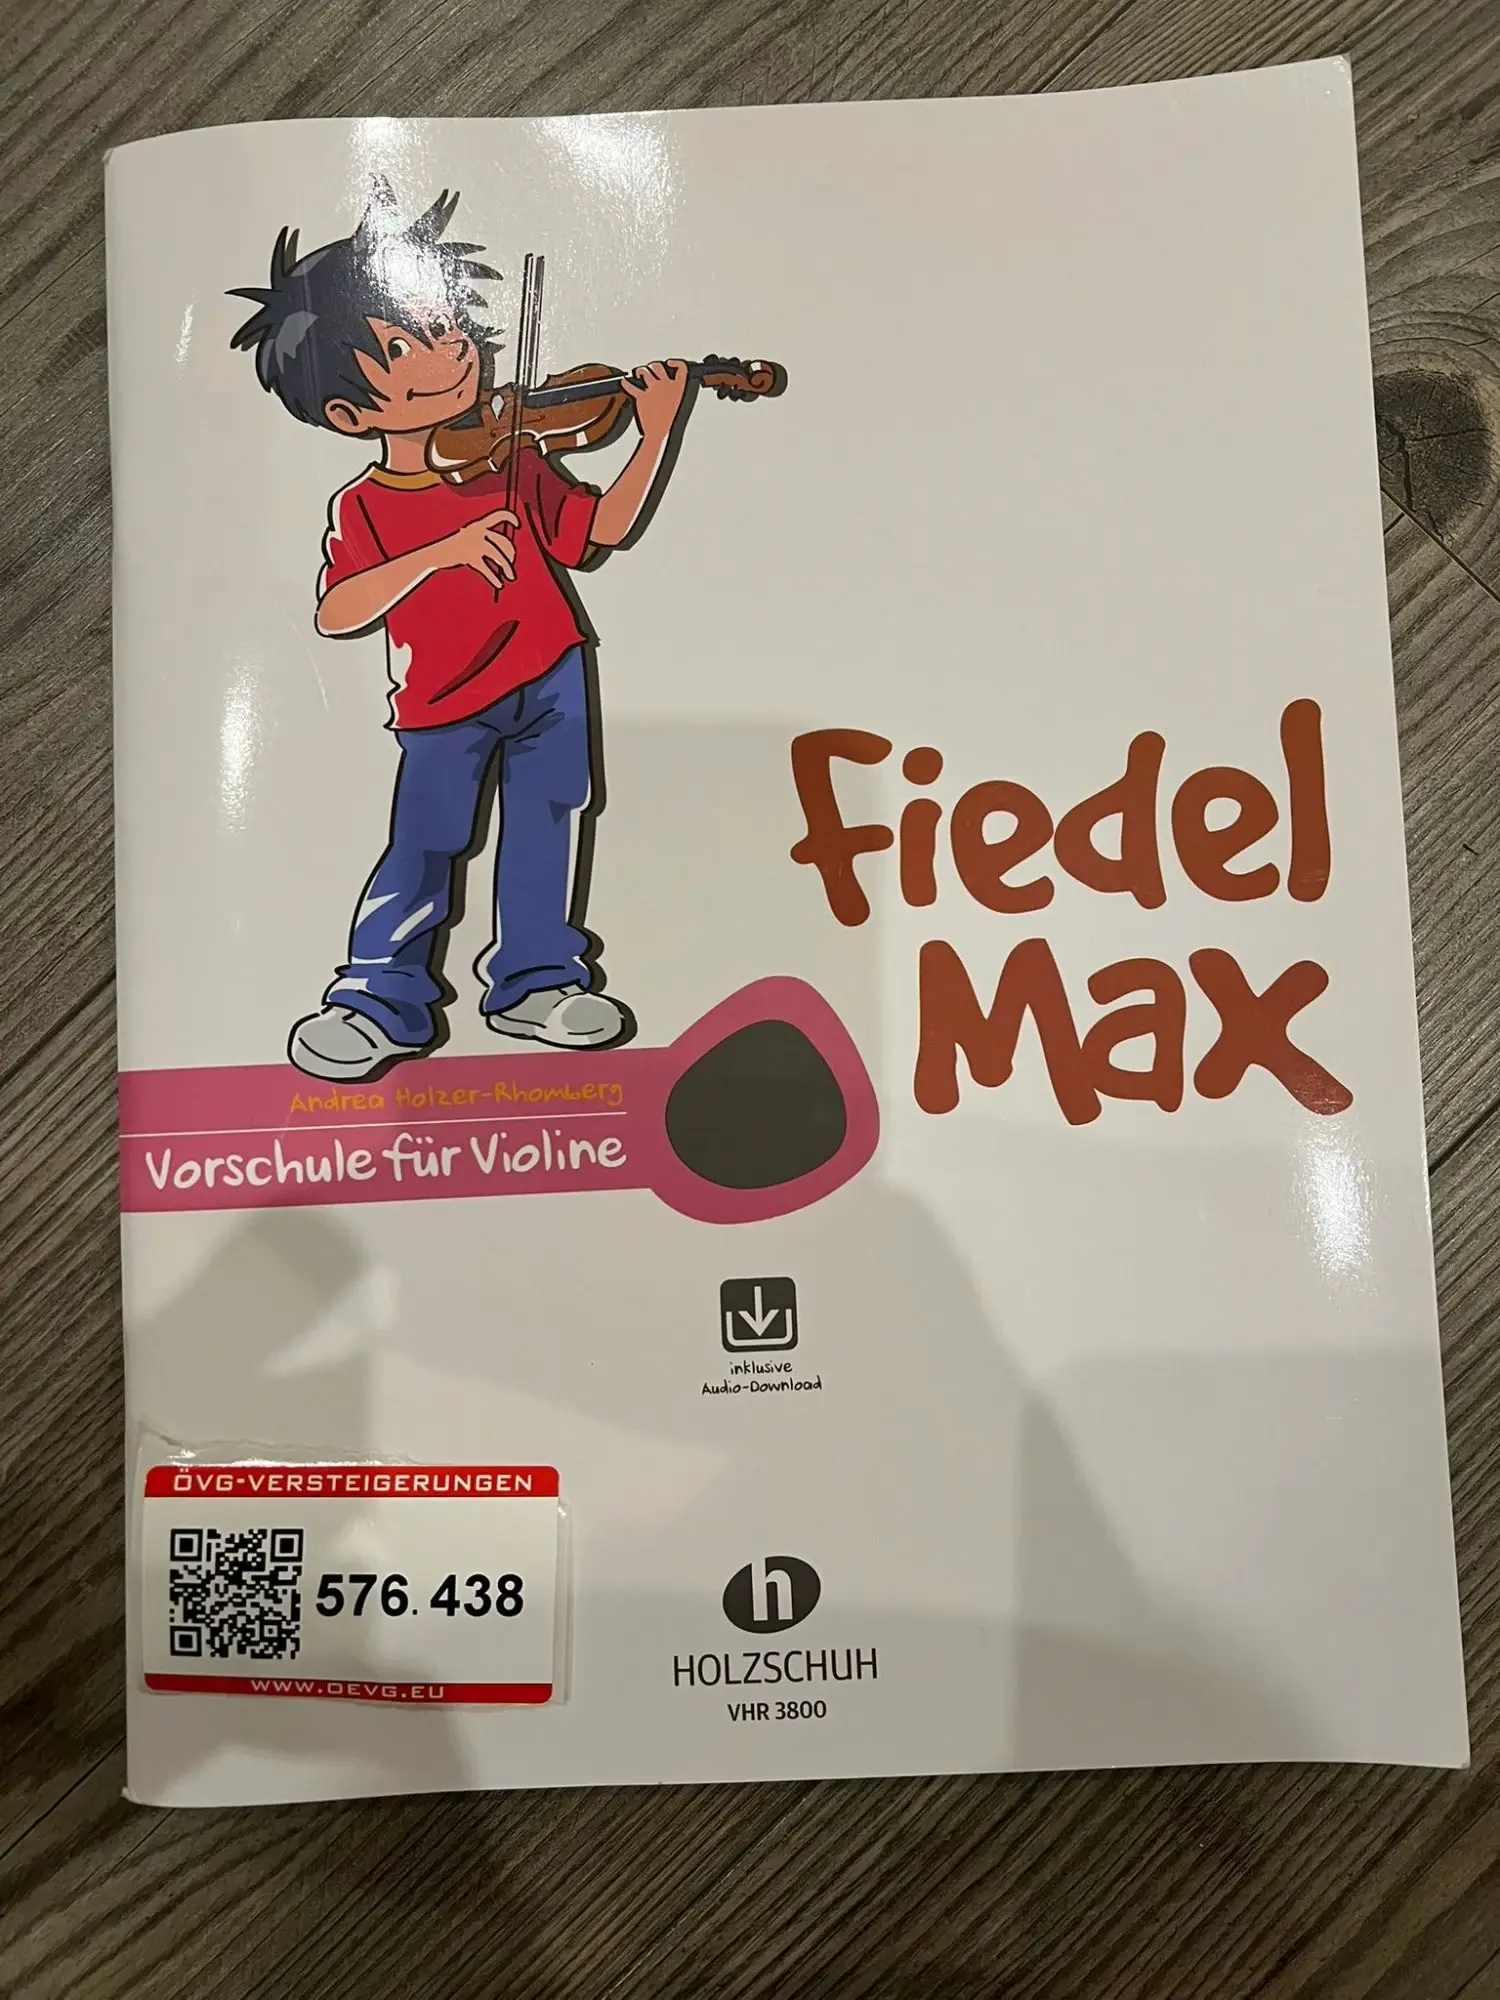 Fiedel
Max
Andrea Holzer-Rhomberg
Vorschule für Violine
inklusive
Audio-Download
ÖVG-VERSTEIGERUNGEN
576.438
WWW.OEVG.EU
h
HOLZSCHUH
VHR 3800